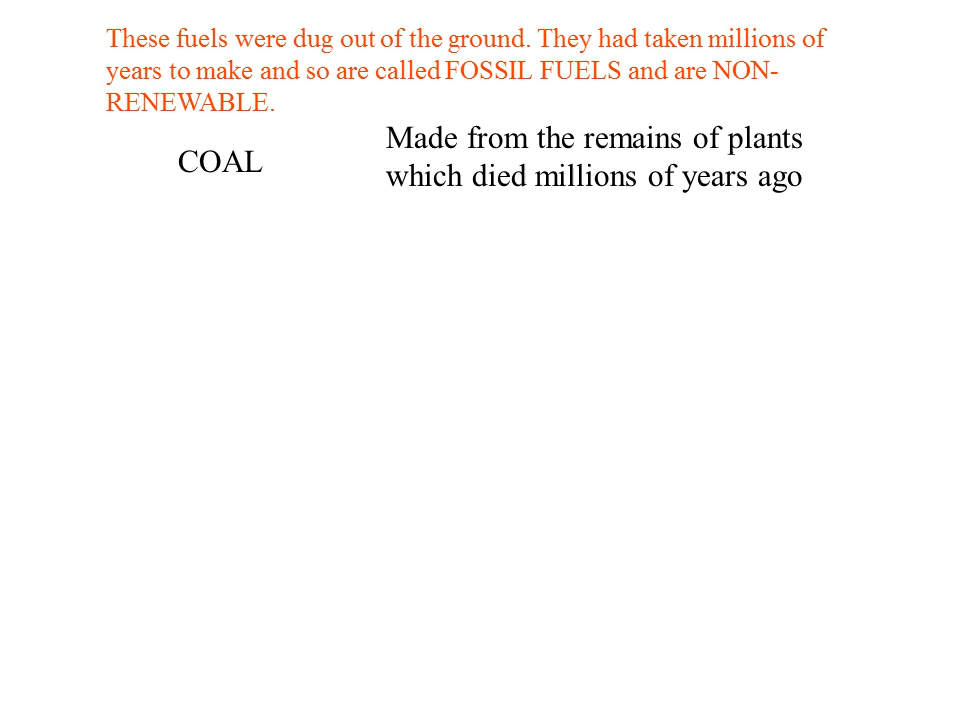 These fuels were dug out of the ground. They had taken millions of
years to make and so are called FOSSIL FUELS and are NON-
RENEWABLE.
COAL
Made from the remains of plants
which died millions of years ago